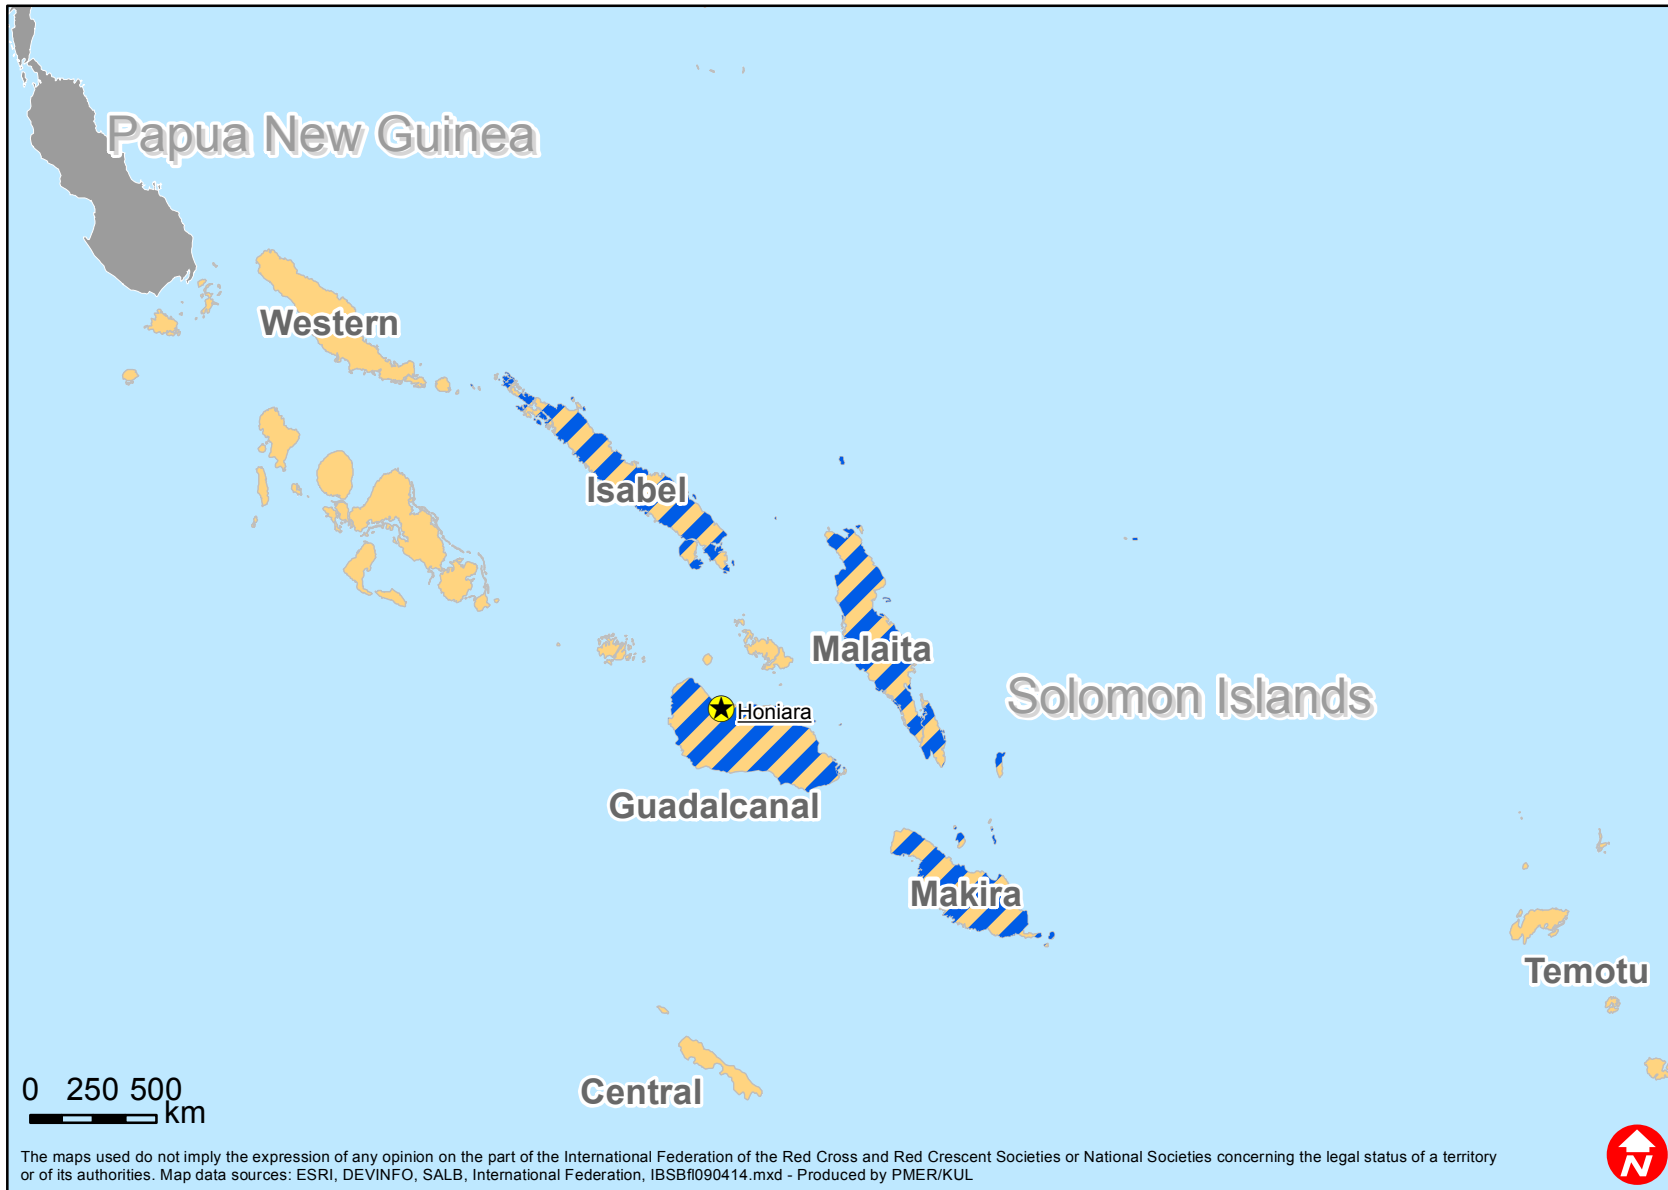 Papua New Guinea
Western
Isabel
Malaita
Solomon Islands
Honiara
Guadalcanal
Makira
Temotu
Central
0 250 500
km
N
The maps used do not imply the expression of any opinion on the part of the International Federation of the Red Cross and Red Crescent Societies or National Societies concerning the legal status of a territory
or of its authorities. Map data sources: ESRI, DEVINFO, SALB, International Federation, IBSBfl090414.mxd - Produced by PMER/KUL